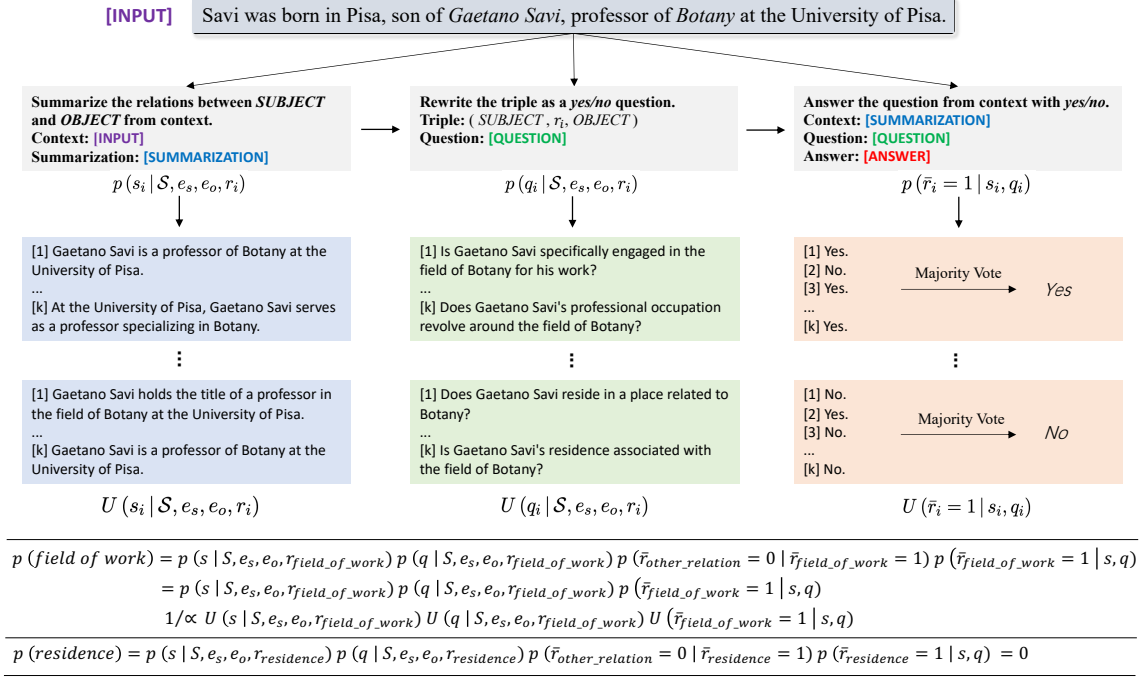 [INPUT] Savi was born in Pisa, son of Gaetano Savi, professor of Botany at the University of Pisa.
Summarize the relations between SUBJECT
and OBJECT from context.
Context: [INPUT]
Summarization: [SUMMARIZATION]
Rewrite the triple as a yes/no question.
Triple: ( SUBJECT , r_i, OBJECT )
Question: [QUESTION]
Answer the question from context with yes/no.
Context: [SUMMARIZATION]
Question: [QUESTION]
Answer: [ANSWER]
p (s_i | 𝒮, e_s, e_o, r_i)
p (q_i | 𝒮, e_s, e_o, r_i)
p (r̄_i = 1 | s_i, q_i)
[1] Gaetano Savi is a professor of Botany at the
University of Pisa.
...
[k] At the University of Pisa, Gaetano Savi serves
as a professor specializing in Botany.
[1] Is Gaetano Savi specifically engaged in the
field of Botany for his work?
...
[k] Does Gaetano Savi's professional occupation
revolve around the field of Botany?
[1] Yes.
[2] No.
[3] Yes.
...
[k] Yes.
Majority Vote
Yes
⋮
⋮
⋮
[1] Gaetano Savi holds the title of a professor in
the field of Botany at the University of Pisa.
...
[k] Gaetano Savi is a professor of Botany at the
University of Pisa.
[1] Does Gaetano Savi reside in a place related to
Botany?
...
[k] Is Gaetano Savi's residence associated with
the field of Botany?
[1] No.
[2] Yes.
[3] No.
...
[k] No.
Majority Vote
No
U (s_i | 𝒮, e_s, e_o, r_i)
U (q_i | 𝒮, e_s, e_o, r_i)
U (r̄_i = 1 | s_i, q_i)
p (field of work) = p (s | S, e_s, e_o, r_field_of_work) p (q | S, e_s, e_o, r_field_of_work) p (r̄_other_relation = 0 | r̄_field_of_work = 1) p (r̄_field_of_work = 1 | s, q)
= p (s | S, e_s, e_o, r_field_of_work) p (q | S, e_s, e_o, r_field_of_work) p (r̄_field_of_work = 1 | s, q)
1/∝ U (s | S, e_s, e_o, r_field_of_work) U (q | S, e_s, e_o, r_field_of_work) U (r̄_field_of_work = 1 | s, q)
p (residence) = p (s | S, e_s, e_o, r_residence) p (q | S, e_s, e_o, r_residence) p (r̄_other_relation = 0 | r̄_residence = 1) p (r̄_residence = 1 | s, q) = 0